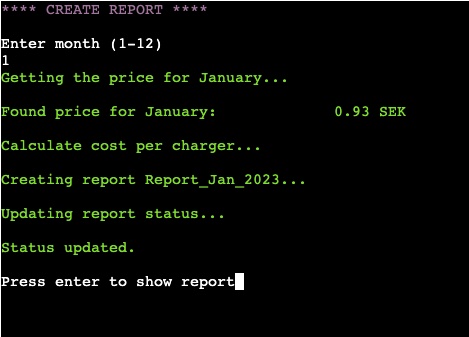 **** CREATE REPORT ****
Enter month (1-12)
1
Getting the price for January...
Found price for January: 0.93 SEK
Calculate cost per charger...
Creating report Report_Jan_2023...
Updating report status...
Status updated.
Press enter to show report